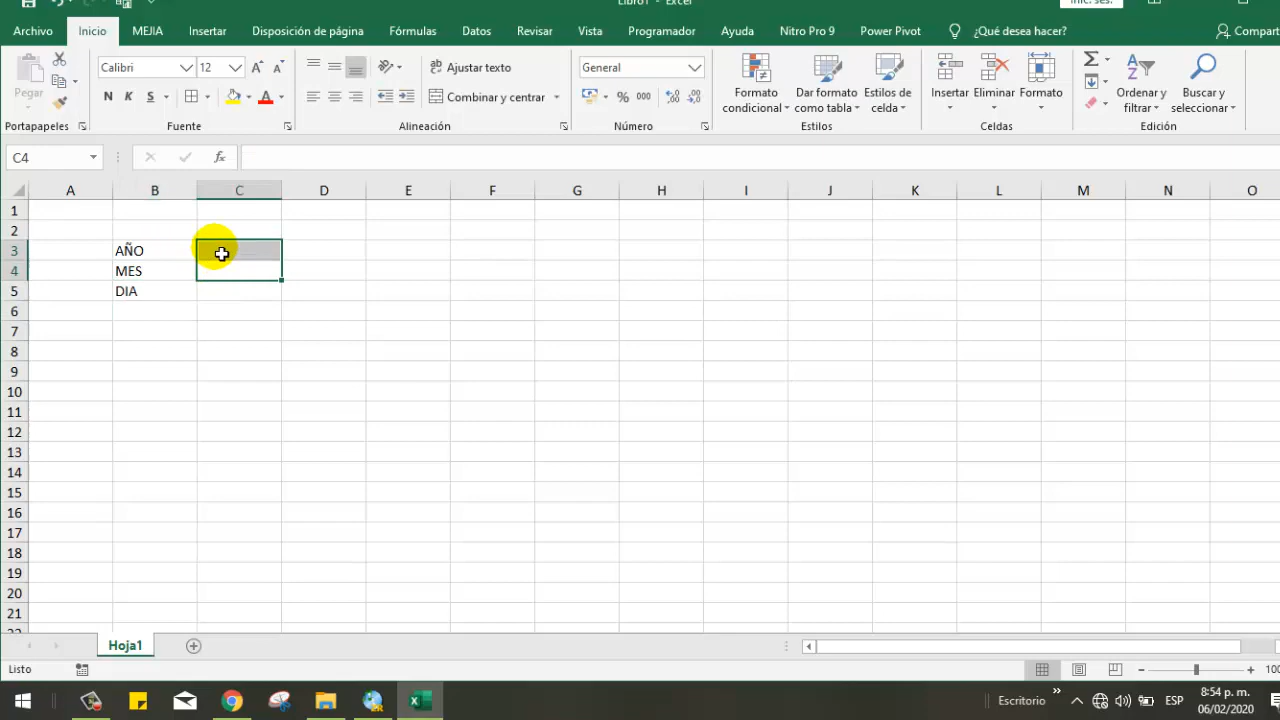 Libro1 - Excel
Inic. ses.
Archivo Inicio MEJIA Insertar Disposición de página Fórmulas Datos Revisar Vista Programador Ayuda Nitro Pro 9 Power Pivot ¿Qué desea hacer? Compart
Pegar
Calibri 12
N K S
Ajustar texto
Combinar y centrar
General
% 000
Formato condicional
Dar formato como tabla
Estilos de celda
Insertar Eliminar Formato
Ordenar y filtrar
Buscar y seleccionar
Portapapeles Fuente Alineación Número Estilos Celdas Edición
C4 fx
A B C D E F G H I J K L M N O
1
2
3 AÑO
4 MES
5 DIA
6
7
8
9
10
11
12
13
14
15
16
17
18
19
20
21
Hoja1
Listo 100
Escritorio ESP 8:54 p. m.
06/02/2020